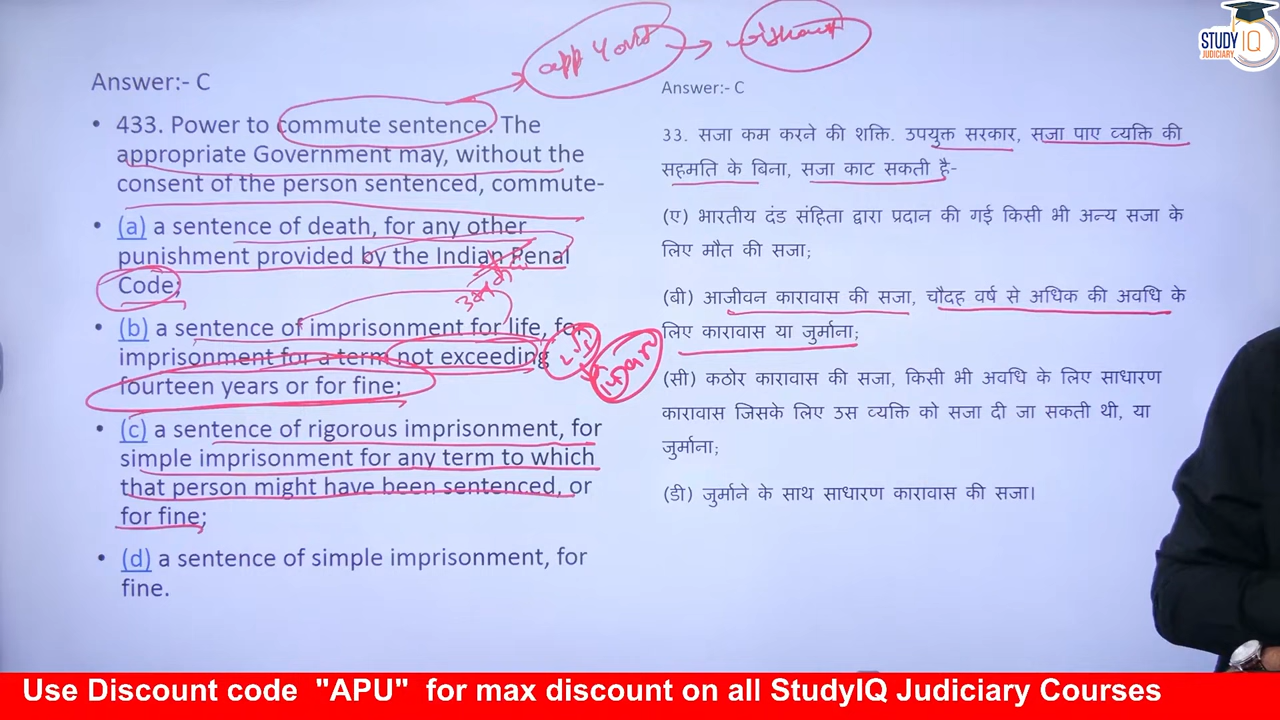 STUDY IQ
JUDICIARY
Answer:- C
• 433. Power to commute sentence. The
appropriate Government may, without the
consent of the person sentenced, commute-
• (a) a sentence of death, for any other
punishment provided by the Indian Penal
Code;
• (b) a sentence of imprisonment for life, for
imprisonment for a term not exceeding
fourteen years or for fine;
• (c) a sentence of rigorous imprisonment, for
simple imprisonment for any term to which
that person might have been sentenced, or
for fine;
• (d) a sentence of simple imprisonment, for
fine.
Answer:- C
33. सजा कम करने की शक्ति. उपयुक्त सरकार, सजा पाए व्यक्ति की
सहमति के बिना, सजा काट सकती है-
(ए) भारतीय दंड संहिता द्वारा प्रदान की गई किसी भी अन्य सजा के
लिए मौत की सजा;
(बी) आजीवन कारावास की सजा, चौदह वर्ष से अधिक की अवधि के
लिए कारावास या जुर्माना;
(सी) कठोर कारावास की सजा, किसी भी अवधि के लिए साधारण
कारावास जिसके लिए उस व्यक्ति को सजा दी जा सकती थी, या
जुर्माना;
(डी) जुर्माने के साथ साधारण कारावास की सजा।
Use Discount code "APU" for max discount on all StudyIQ Judiciary Courses